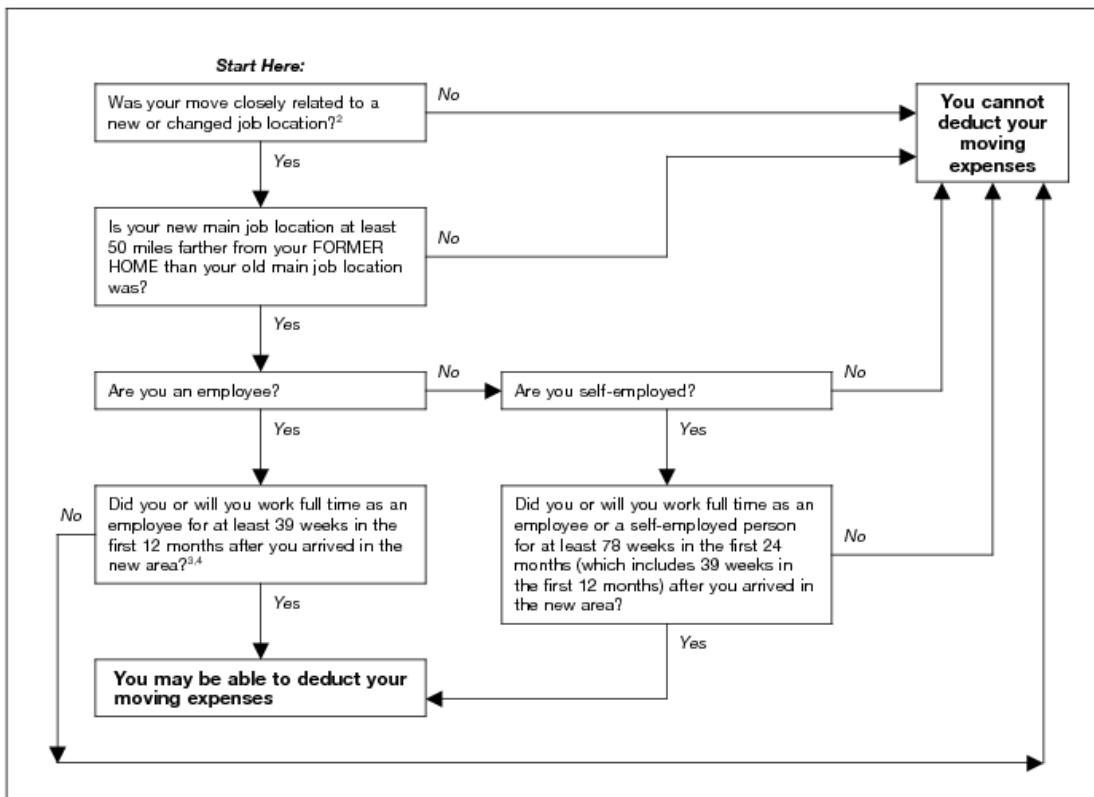 Start Here:
Was your move closely related to a
new or changed job location?²
No
You cannot
deduct your
moving
expenses
Yes
Is your new main job location at least
50 miles farther from your FORMER
HOME than your old main job location
was?
No
Yes
Are you an employee?
No
Are you self-employed?
No
Yes
Yes
No
Did you or will you work full time as an
employee for at least 39 weeks in the
first 12 months after you arrived in the
new area?³,⁴
Did you or will you work full time as an
employee or a self-employed person
for at least 78 weeks in the first 24
months (which includes 39 weeks in
the first 12 months) after you arrived
in the new area?
No
Yes
Yes
You may be able to deduct your
moving expenses